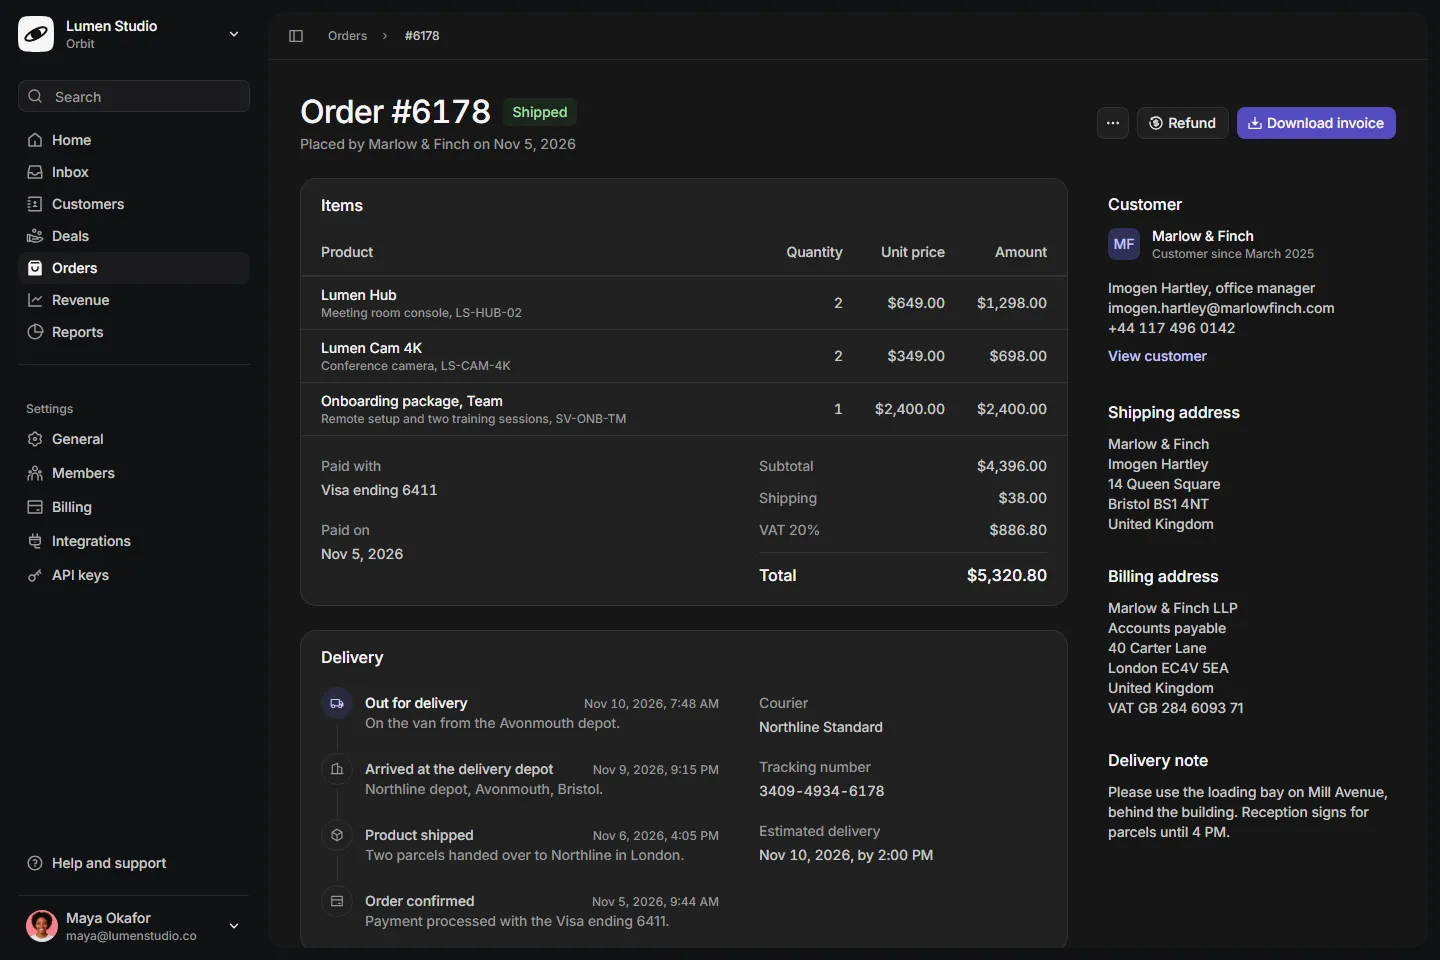 Lumen Studio
Orbit
Search
Home
Inbox
Customers
Deals
Orders
Revenue
Reports
Settings
General
Members
Billing
Integrations
API keys
Help and support
Maya Okafor
maya@lumenstudio.co
Orders > #6178
Order #6178 Shipped
Placed by Marlow & Finch on Nov 5, 2026
Refund
Download invoice
Items
Product Quantity Unit price Amount
Lumen Hub 2 $649.00 $1,298.00
Meeting room console, LS-HUB-02
Lumen Cam 4K 2 $349.00 $698.00
Conference camera, LS-CAM-4K
Onboarding package, Team 1 $2,400.00 $2,400.00
Remote setup and two training sessions, SV-ONB-TM
Paid with
Visa ending 6411
Paid on
Nov 5, 2026
Subtotal $4,396.00
Shipping $38.00
VAT 20% $886.80
Total $5,320.80
Delivery
Out for delivery Nov 10, 2026, 7:48 AM
On the van from the Avonmouth depot.
Arrived at the delivery depot Nov 9, 2026, 9:15 PM
Northline depot, Avonmouth, Bristol.
Product shipped Nov 6, 2026, 4:05 PM
Two parcels handed over to Northline in London.
Order confirmed Nov 5, 2026, 9:44 AM
Payment processed with the Visa ending 6411.
Courier
Northline Standard
Tracking number
3409-4934-6178
Estimated delivery
Nov 10, 2026, by 2:00 PM
Customer
MF
Marlow & Finch
Customer since March 2025
Imogen Hartley, office manager
imogen.hartley@marlowfinch.com
+44 117 496 0142
View customer
Shipping address
Marlow & Finch
Imogen Hartley
14 Queen Square
Bristol BS1 4NT
United Kingdom
Billing address
Marlow & Finch LLP
Accounts payable
40 Carter Lane
London EC4V 5EA
United Kingdom
VAT GB 284 6093 71
Delivery note
Please use the loading bay on Mill Avenue,
behind the building. Reception signs for
parcels until 4 PM.